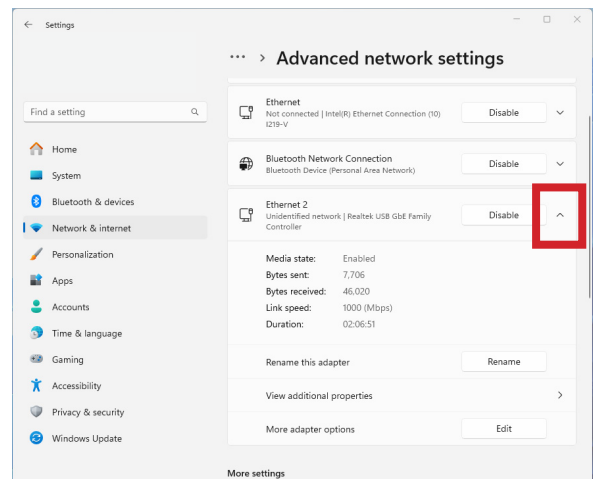 Settings
··· > Advanced network settings
Find a setting
Home
System
Bluetooth & devices
Network & internet
Personalization
Apps
Accounts
Time & language
Gaming
Accessibility
Privacy & security
Windows Update
Ethernet
Not connected | Intel(R) Ethernet Connection (10)
I219-V
Disable
Bluetooth Network Connection
Bluetooth Device (Personal Area Network)
Disable
Ethernet 2
Unidentified network | Realtek USB GbE Family
Controller
Disable
Media state: Enabled
Bytes sent: 7,706
Bytes received: 46,020
Link speed: 1000 (Mbps)
Duration: 02:06:51
Rename this adapter Rename
View additional properties
More adapter options Edit
More settings